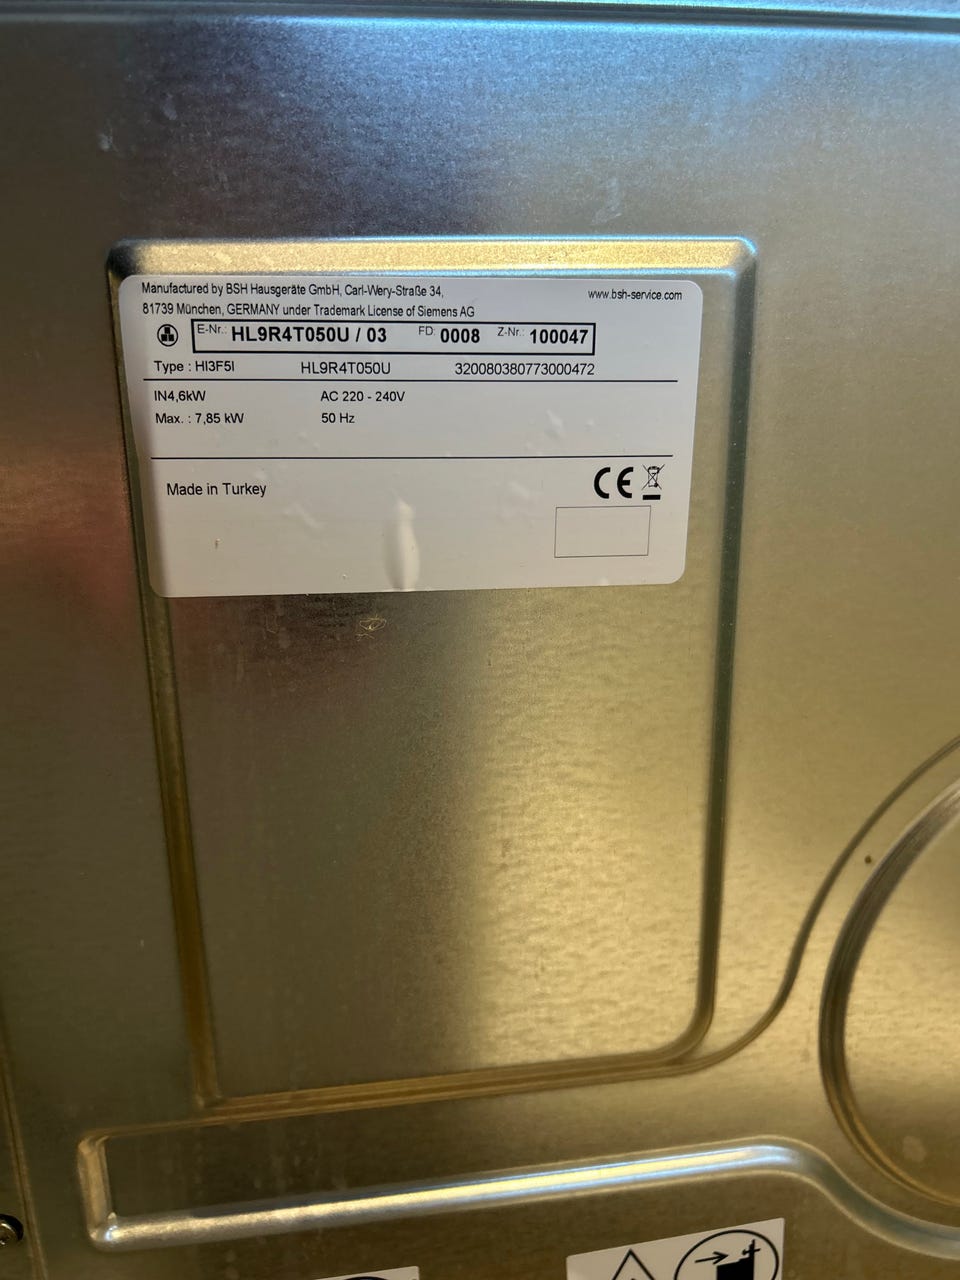 Manufactured by BSH Hausgeräte GmbH, Carl-Wery-Straße 34,
www.bsh-service.com
81739 München, GERMANY under Trademark License of Siemens AG
E-Nr.: HL9R4T050U / 03 FD: 0008 Z-Nr.: 100047
Type : HI3F5I HL9R4T050U 320080380773000472
IN4,6kW AC 220 - 240V
Max. : 7,85 kW 50 Hz
Made in Turkey CE